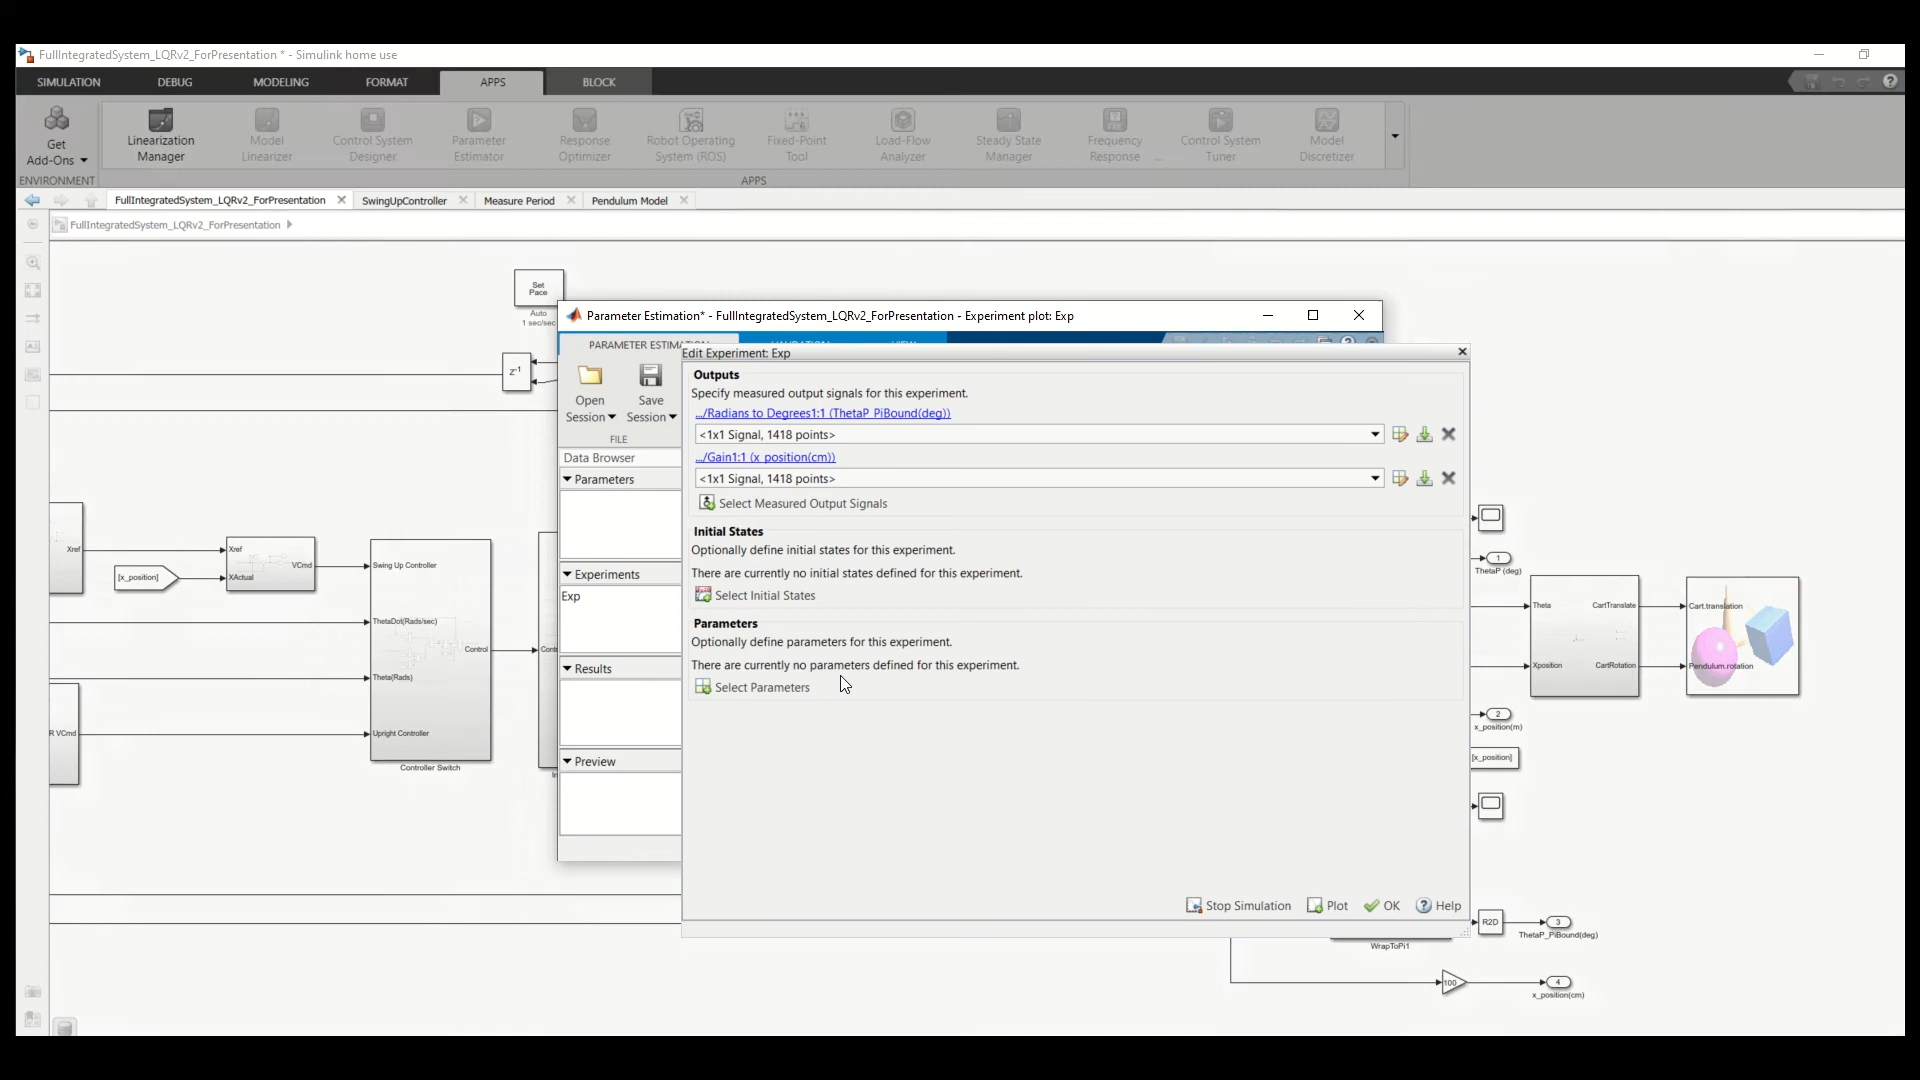 FullIntegratedSystem_LQRv2_ForPresentation * - Simulink home use
SIMULATION
DEBUG
MODELING
FORMAT
APPS
BLOCK
Get
Add-Ons
Linearization
Manager
Model
Linearizer
Control System
Designer
Parameter
Estimator
Response
Optimizer
Robot Operating
System (ROS)
Fixed-Point
Tool
Load-Flow
Analyzer
Steady State
Manager
Frequency
Response ...
Control System
Tuner
Model
Discretizer
ENVIRONMENT
APPS
FullIntegratedSystem_LQRv2_ForPresentation
SwingUpController
Measure Period
Pendulum Model
FullIntegratedSystem_LQRv2_ForPresentation
Set
Pace
Auto
1 sec/sec
Parameter Estimation* - FullIntegratedSystem_LQRv2_ForPresentation - Experiment plot: Exp
PARAMETER ESTIMATION
Edit Experiment: Exp
Open
Session
Save
Session
FILE
Data Browser
Parameters
Experiments
Exp
Results
Preview
Outputs
Specify measured output signals for this experiment.
.../Radians to Degrees1:1 (ThetaP_PiBound(deg))
<1x1 Signal, 1418 points>
.../Gain1:1 (x_position(cm))
<1x1 Signal, 1418 points>
Select Measured Output Signals
Initial States
Optionally define initial states for this experiment.
There are currently no initial states defined for this experiment.
Select Initial States
Parameters
Optionally define parameters for this experiment.
There are currently no parameters defined for this experiment.
Select Parameters
Stop Simulation
Plot
OK
Help
z-1
Xref
[x_position]
Xref
XActual
VCmd
Swing Up Controller
ThetaDot(Rads/sec)
Control
Theta(Rads)
Upright Controller
Controller Switch
R VCmd
1
ThetaP (deg)
Theta
CartTranslate
Xposition
CartRotation
Cart.translation
Pendulum.rotation
2
x_position(m)
[x_position]
R2D
3
ThetaP_PiBound(deg)
WrapToPi1
100
4
x_position(cm)